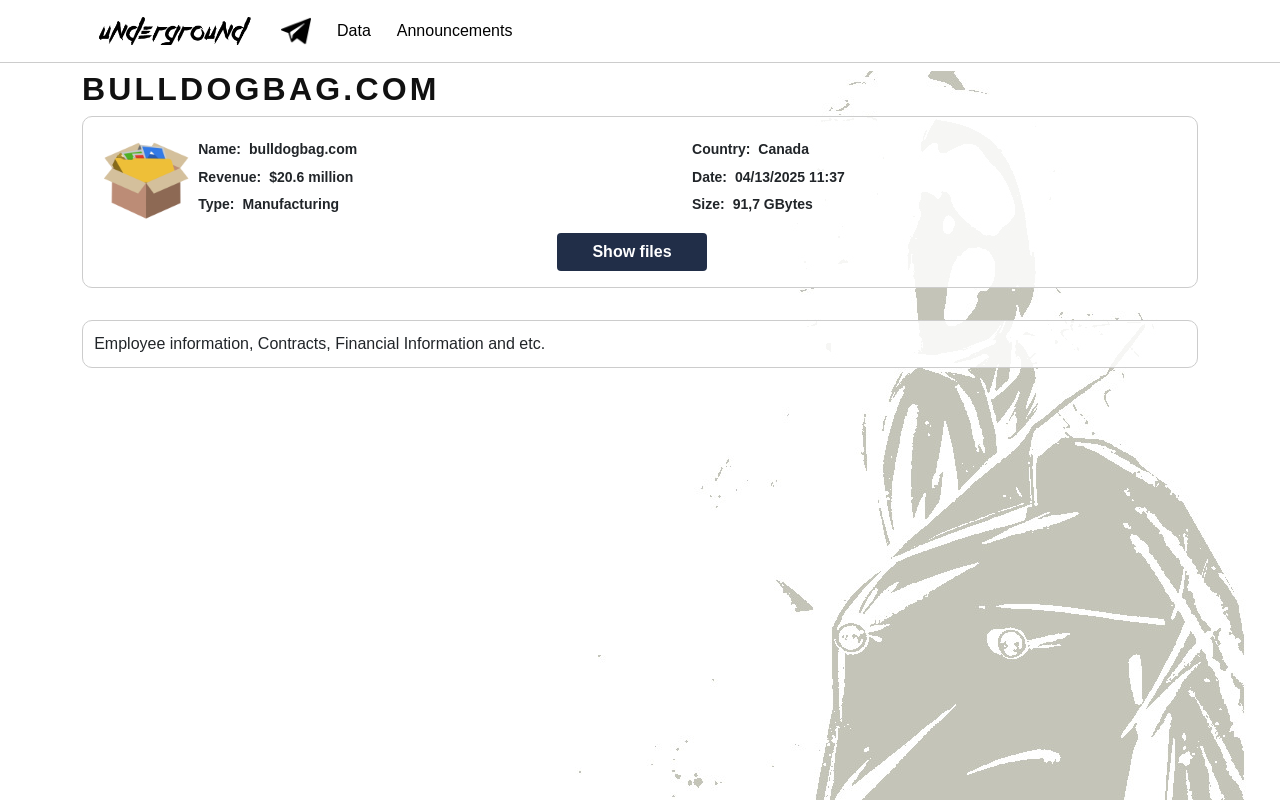 underground Data Announcements
BULLDOGBAG.COM
Name: bulldogbag.com
Revenue: $20.6 million
Type: Manufacturing
Country: Canada
Date: 04/13/2025 11:37
Size: 91,7 GBytes
Show files
Employee information, Contracts, Financial Information and etc.